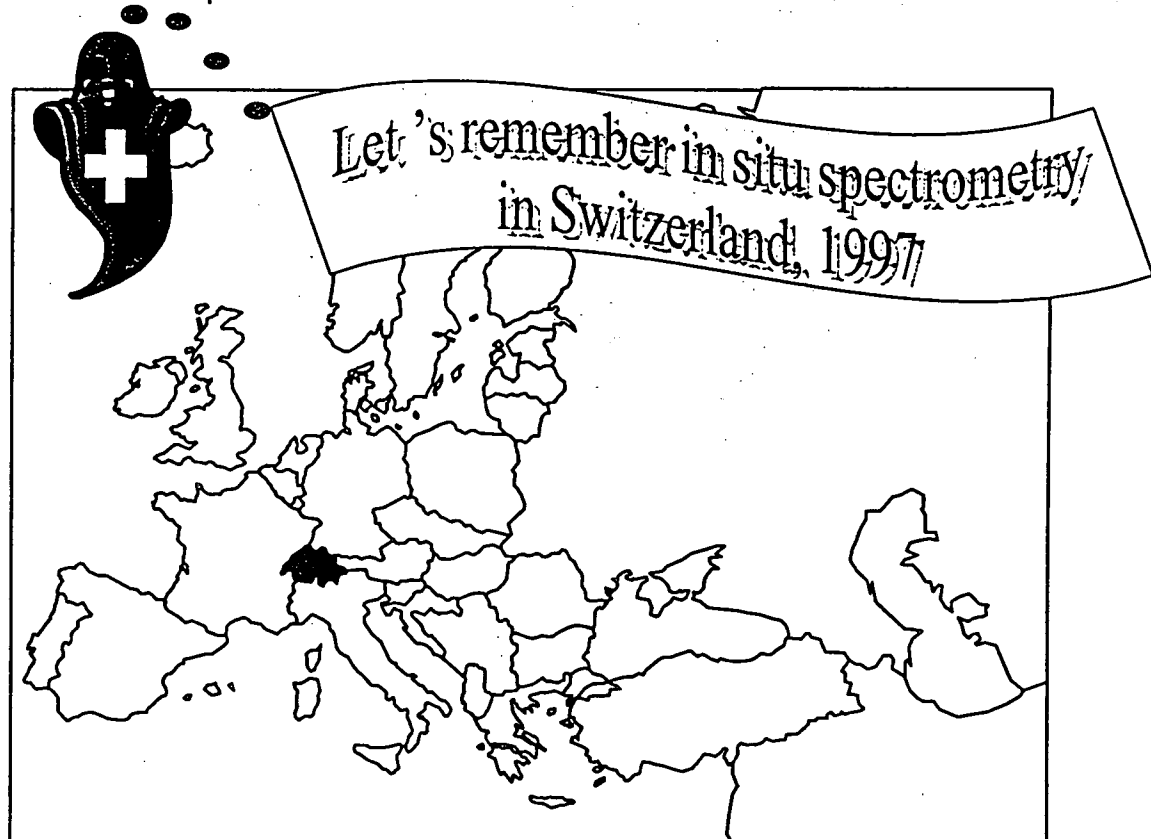 Let 's remember in situ spectrometry
in Switzerland, 1997